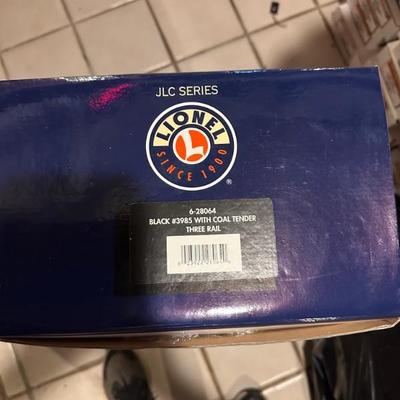 JLC SERIES
LIONEL
L
SINCE 1900
®
6-28064
BLACK #3985 WITH COAL TENDER
THREE RAIL